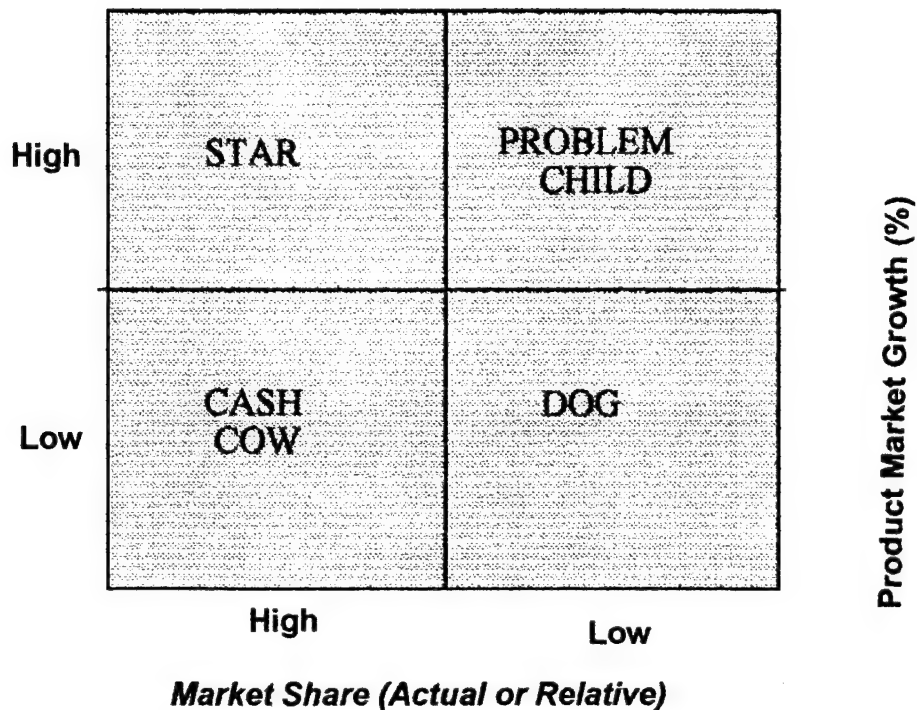 High
STAR
PROBLEM
CHILD
Low
CASH
COW
DOG
High
Low
Market Share (Actual or Relative)
Product Market Growth (%)